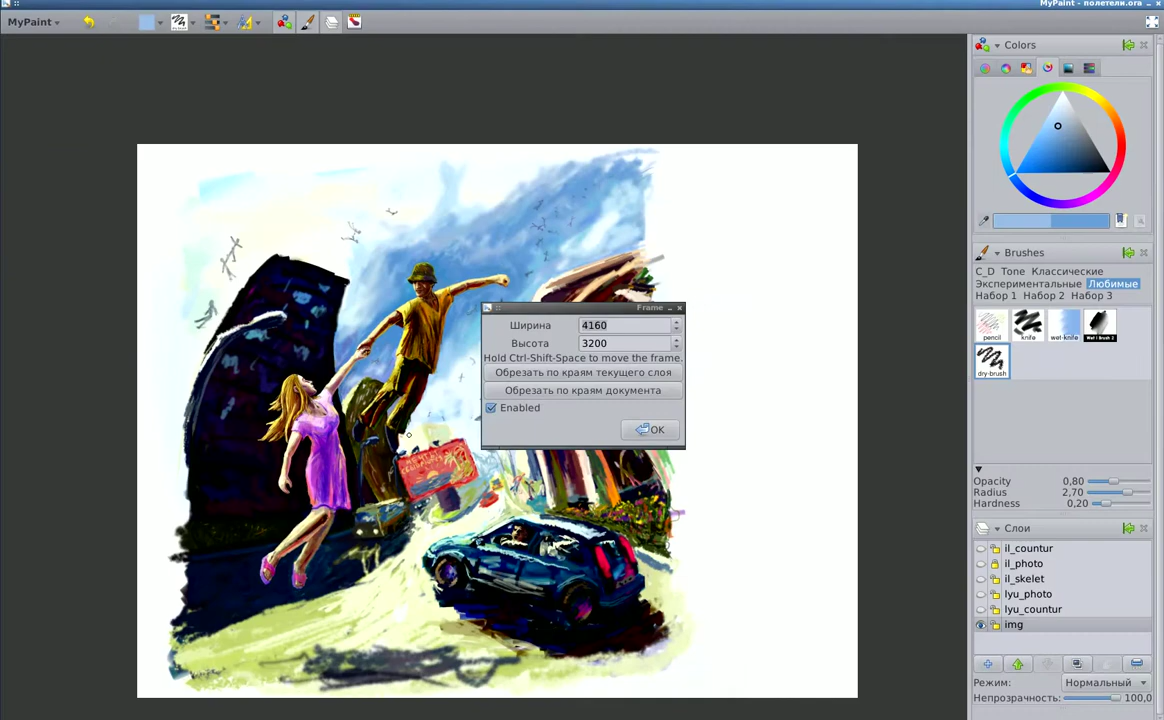 MyPaint - полетели.ora
MyPaint
Colors
Frame
Ширина 4160
Высота 3200
Hold Ctrl-Shift-Space to move the frame.
Обрезать по краям текущего слоя
Обрезать по краям документа
Enabled
OK
Brushes
C_D Tone Классические
Экспериментальные Любимые
Набор 1 Набор 2 Набор 3
pencil knife wet-knife Wet Brush 2
dry-brush
Opacity 0,80
Radius 2,70
Hardness 0,20
Слои
il_countur
il_photo
il_skelet
lyu_photo
lyu_countur
img
Режим: Нормальный
Непрозрачность: 100,0